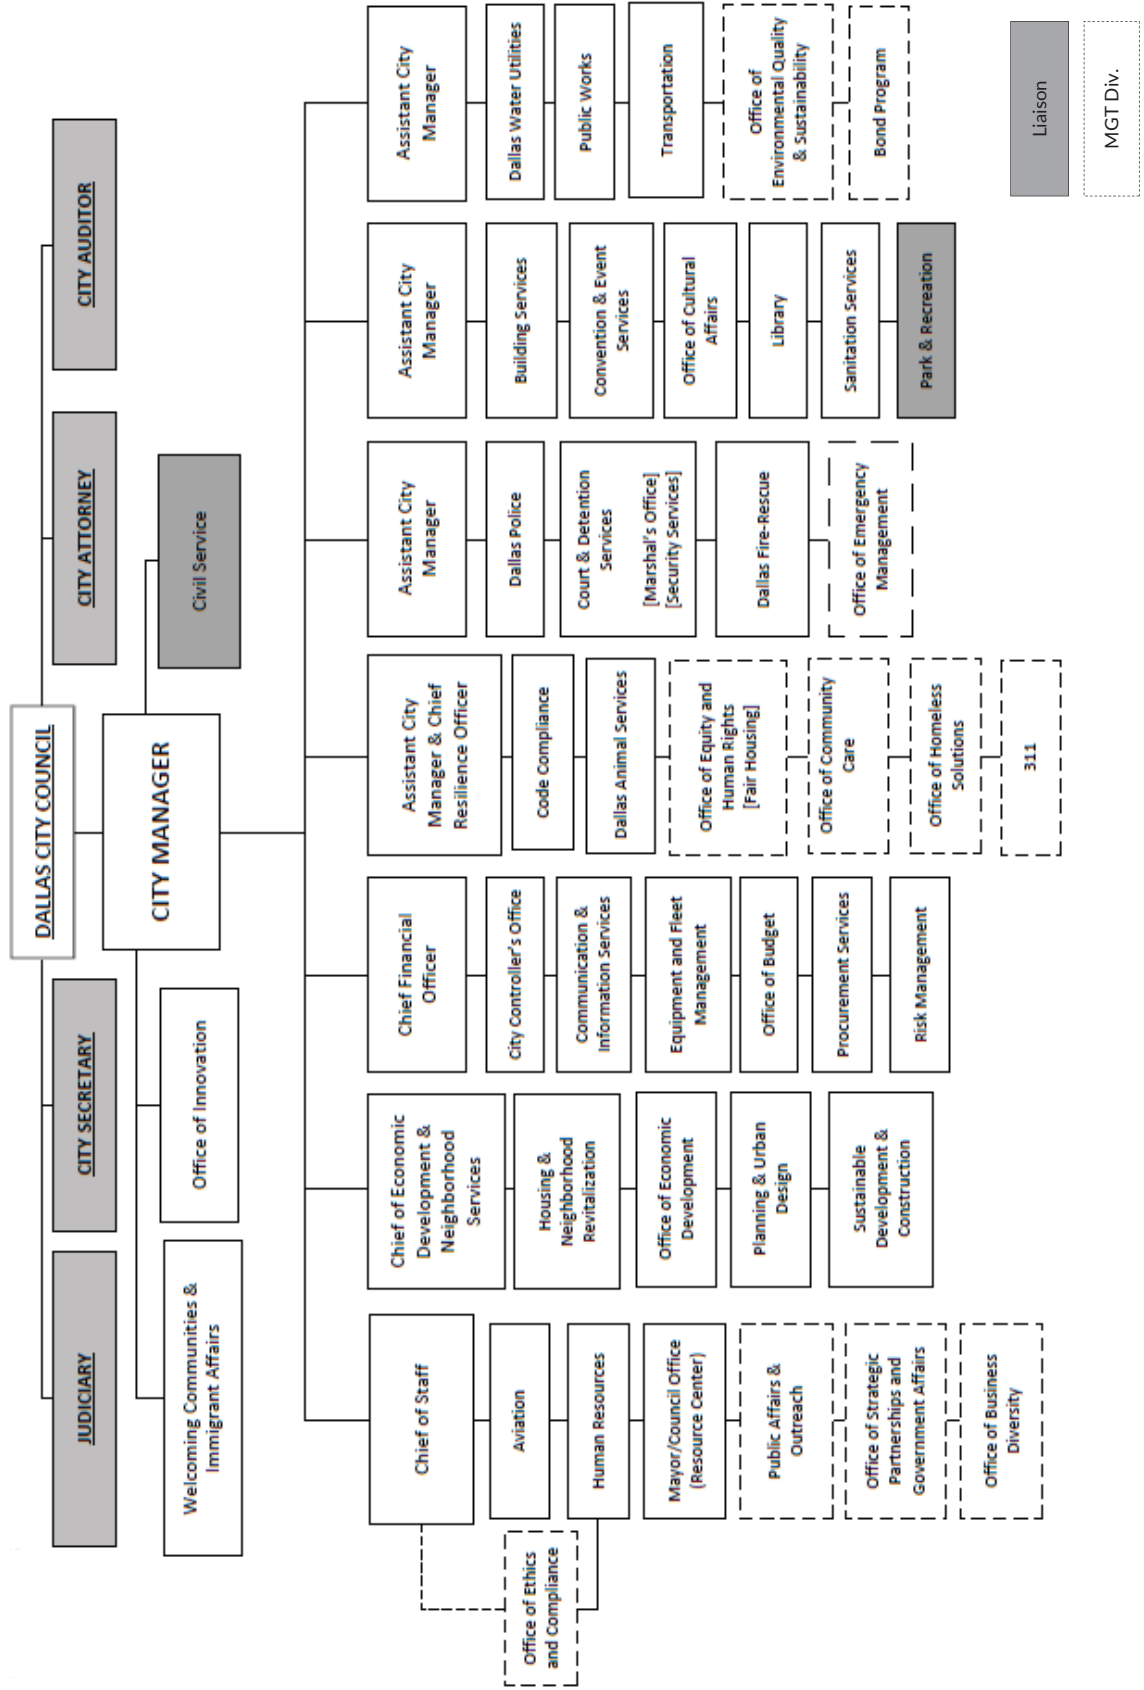 DALLAS CITY COUNCIL
JUDICIARY
CITY SECRETARY
CITY ATTORNEY
CITY AUDITOR
CITY MANAGER
Welcoming Communities &
Immigrant Affairs
Office of Innovation
Civil Service
Chief of Staff
Aviation
Human Resources
Office of Ethics
and Compliance
Mayor/Council Office
(Resource Center)
Public Affairs &
Outreach
Office of Strategic
Partnerships and
Government Affairs
Office of Business
Diversity
Chief of Economic
Development &
Neighborhood
Services
Housing &
Neighborhood
Revitalization
Office of Economic
Development
Planning & Urban
Design
Sustainable
Development &
Construction
Chief Financial
Officer
City Controller's Office
Communication &
Information Services
Equipment and Fleet
Management
Office of Budget
Procurement Services
Risk Management
Assistant City
Manager & Chief
Resilience Officer
Code Compliance
Dallas Animal Services
Office of Equity and
Human Rights
[Fair Housing]
Office of Community
Care
Office of Homeless
Solutions
311
Assistant City
Manager
Dallas Police
Court & Detention
Services
[Marshal's Office]
[Security Services]
Dallas Fire-Rescue
Office of Emergency
Management
Assistant City
Manager
Building Services
Convention & Event
Services
Office of Cultural
Affairs
Library
Sanitation Services
Park & Recreation
Assistant City
Manager
Dallas Water Utilities
Public Works
Transportation
Office of
Environmental Quality
& Sustainability
Bond Program
Liaison
MGT Div.